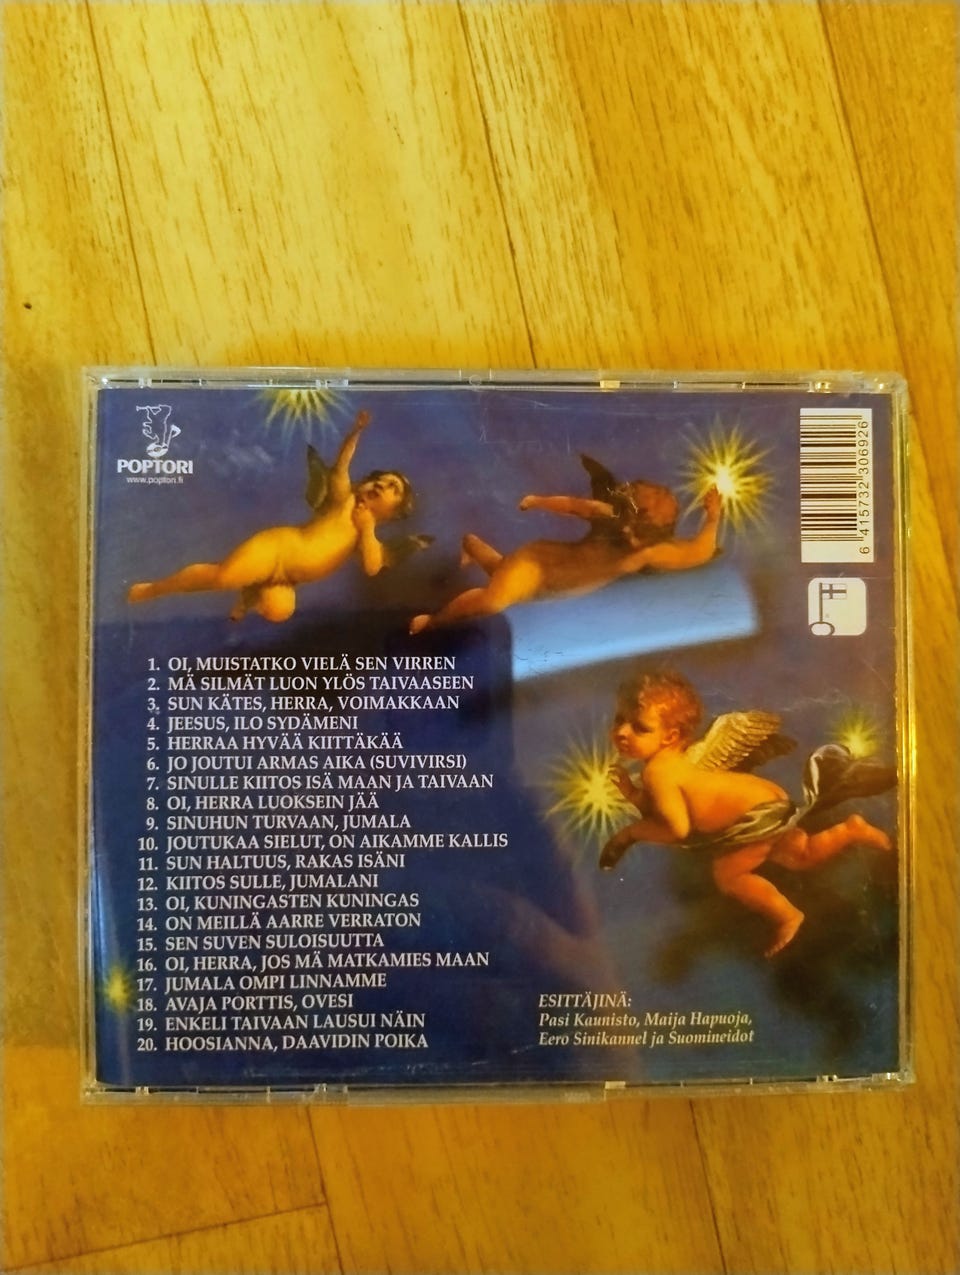 POPTORI
www.poptori.fi
6 415732 306926
1. OI, MUISTATKO VIELÄ SEN VIRREN
2. MÄ SILMÄT LUON YLÖS TAIVAASEEN
3. SUN KÄTES, HERRA, VOIMAKKAAN
4. JEESUS, ILO SYDÄMENI
5. HERRAA HYVÄÄ KIITTÄKÄÄ
6. JO JOUTUI ARMAS AIKA (SUVIVIRSI)
7. SINULLE KIITOS ISÄ MAAN JA TAIVAAN
8. OI, HERRA LUOKSEIN JÄÄ
9. SINUHUN TURVAAN, JUMALA
10. JOUTUKAA SIELUT, ON AIKAMME KALLIS
11. SUN HALTUUS, RAKAS ISÄNI
12. KIITOS SULLE, JUMALANI
13. OI, KUNINGASTEN KUNINGAS
14. ON MEILLÄ AARRE VERRATON
15. SEN SUVEN SULOISUUTTA
16. OI, HERRA, JOS MÄ MATKAMIES MAAN
17. JUMALA OMPI LINNAMME
18. AVAJA PORTTIS, OVESI
19. ENKELI TAIVAAN LAUSUI NÄIN
20. HOOSIANNA, DAAVIDIN POIKA
ESITTÄJINÄ:
Pasi Kaunisto, Maija Hapuoja,
Eero Sinikannel ja Suomineidot